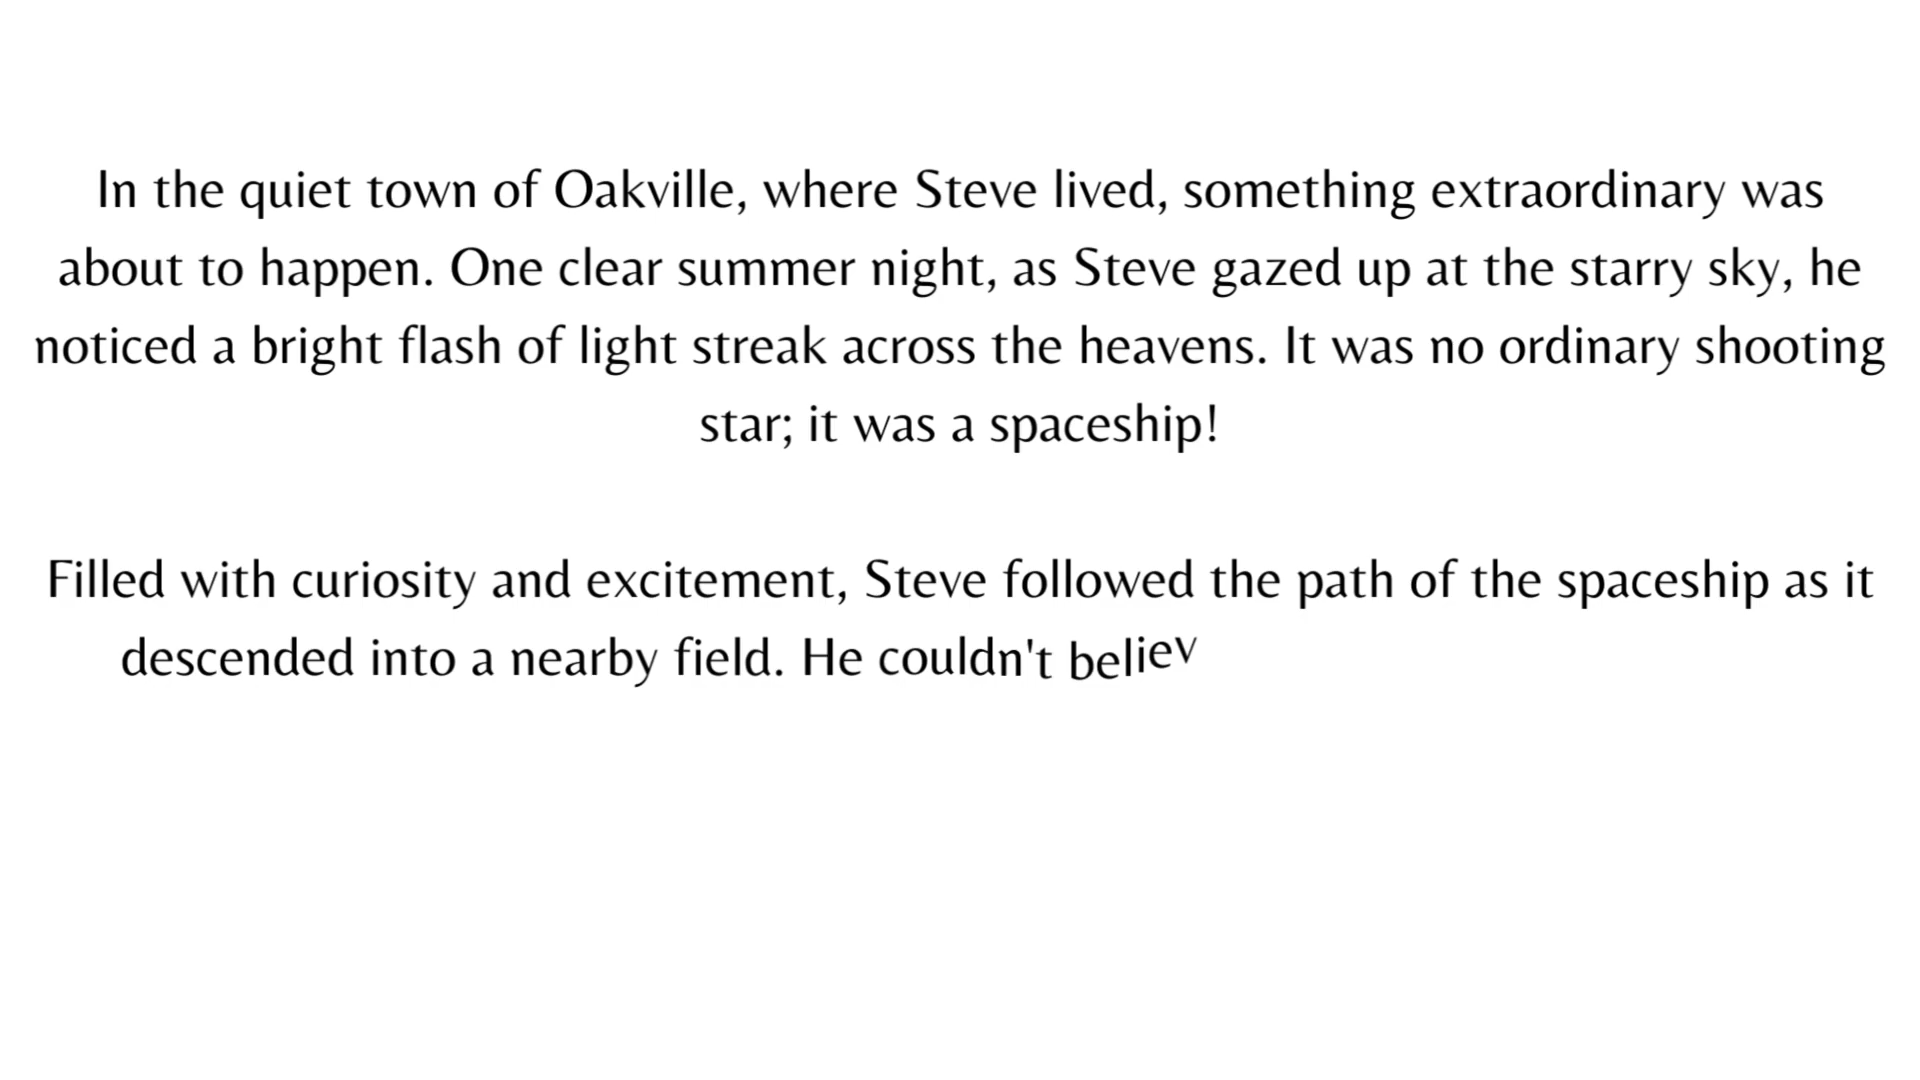 In the quiet town of Oakville, where Steve lived, something extraordinary was
about to happen. One clear summer night, as Steve gazed up at the starry sky, he
noticed a bright flash of light streak across the heavens. It was no ordinary shooting
star; it was a spaceship!
Filled with curiosity and excitement, Steve followed the path of the spaceship as it
descended into a nearby field. He couldn't believ